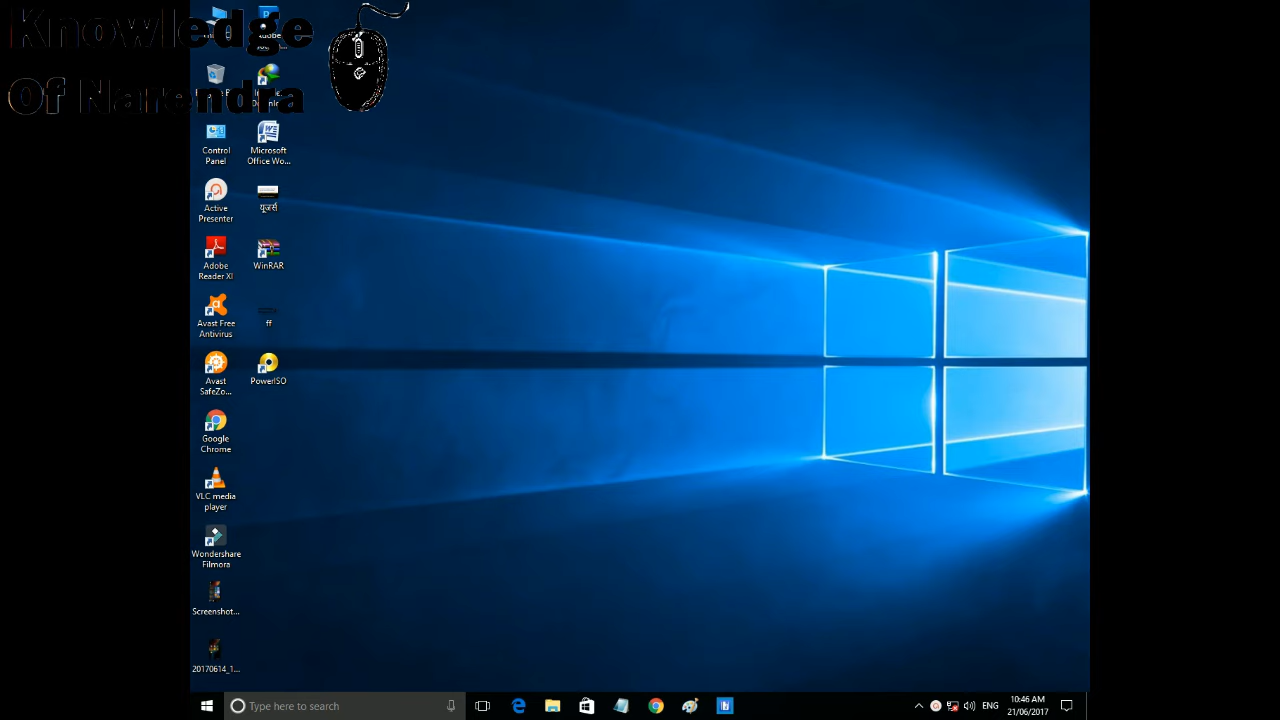 Knowledge
Of Narendra
Adobe
Control
Panel
Microsoft
Office Wo...
Active
Presenter
यूजर्स
Adobe
Reader XI
WinRAR
Avast Free
Antivirus
ff
Avast
SafeZo...
PowerISO
Google
Chrome
VLC media
player
Wondershare
Filmora
Screenshot...
20170614_1...
Type here to search
ENG
10:46 AM
21/06/2017